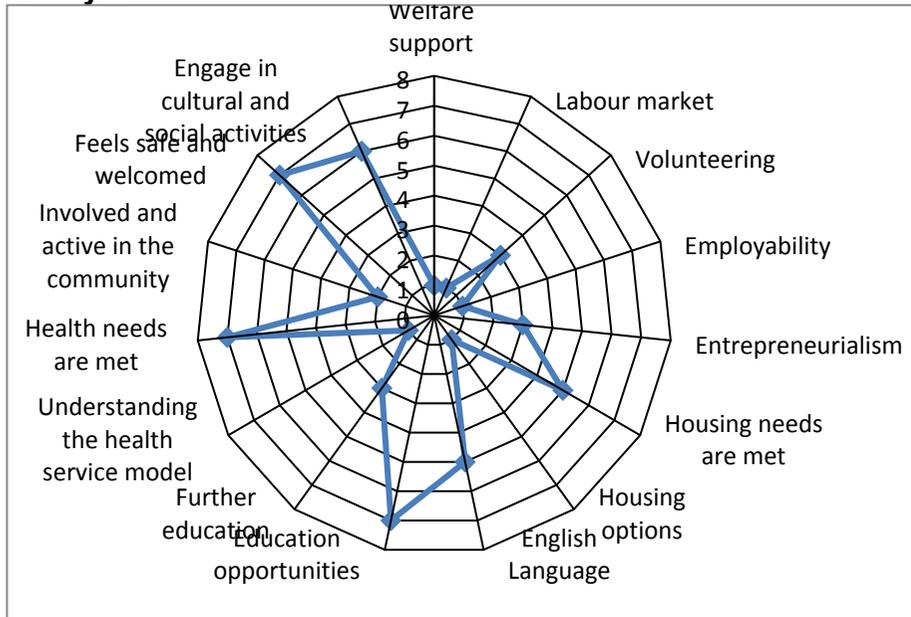 Welfare
support
Labour market
Volunteering
Employability
Entrepreneurialism
Housing needs
are met
Housing
options
English
Language
Education
opportunities
Further
education
Understanding
the health
service model
Health needs
are met
Involved and
active in the
community
Feels safe and
welcomed
Engage in
cultural and
social activities
8
7
6
5
4
3
2
1
0